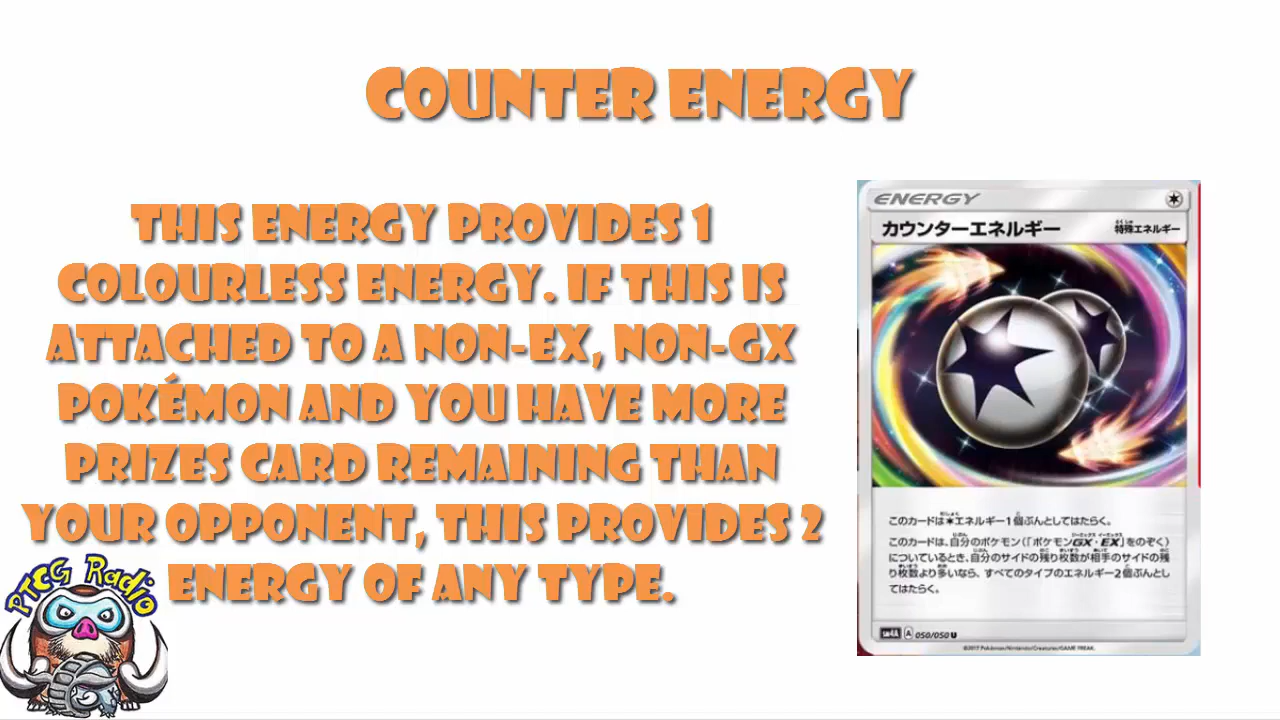 COUNTER ENERGY
THIS ENERGY PROVIDES 1
COLOURLESS ENERGY. IF THIS IS
ATTACHED TO A NON-EX, NON-GX
POKÉMON AND YOU HAVE MORE
PRIZES CARD REMAINING THAN
YOUR OPPONENT, THIS PROVIDES 2
ENERGY OF ANY TYPE.
PTCG Radio
ENERGY
カウンターエネルギー
特殊エネルギー
このカードは エネルギー1個ぶんとしてはたらく。
このカードは、自分のポケモン(「ポケモンGX・EX」をのぞく)
についているとき、自分のサイドの残り枚数が相手のサイドの残
り枚数より多いなら、すべてのタイプのエネルギー2個ぶんとし
てはたらく。
SM4A A 050/050 U
©2017 Pokémon/Nintendo/Creatures/GAME FREAK.